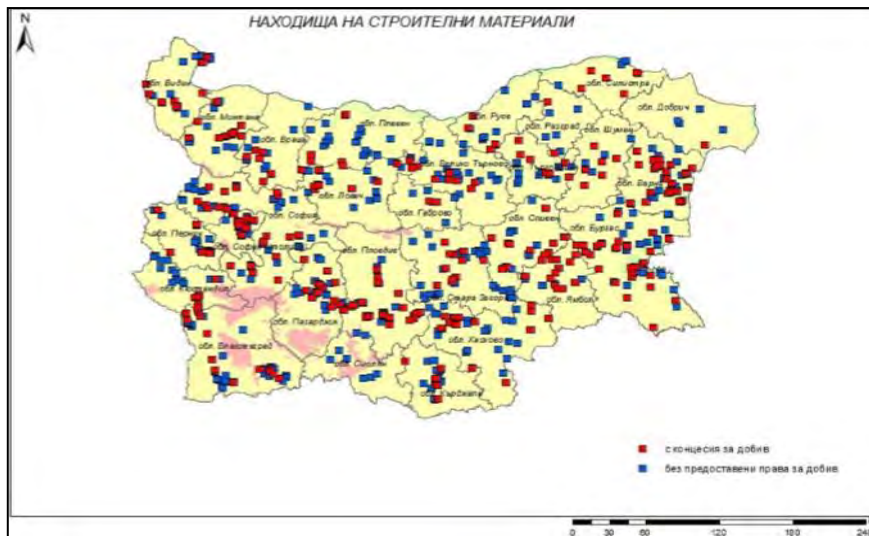 N
НАХОДИЩА НА СТРОИТЕЛНИ МАТЕРИАЛИ
обл. Видин
обл. Силистра
обл. Добрич
обл. Монтана
обл. Плевен
обл. Русе
обл. Разград
обл. Шумен
обл. Враца
обл. Велико Търново
обл. Варна
обл. Ловеч
обл. Габрово
обл. София
обл. Сливен
обл. Бургас
обл. Перник
обл. Пловдив
обл. Стара Загора
обл. Ямбол
обл. Пазарджик
обл. Хасково
обл. Благоевград
обл. Смолян
обл. Кърджали
с концесия за добив
без предоставени права за добив
0 15 30 60 120 180 240